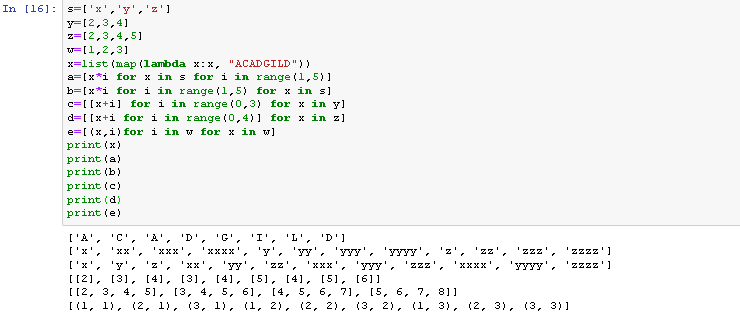 In [16]: s=['x','y','z']
y=[2,3,4]
z=[2,3,4,5]
w=[1,2,3]
x=list(map(lambda x:x, "ACADGILD"))
a=[x*i for x in s for i in range(1,5)]
b=[x*i for i in range(1,5) for x in s]
c=[[x+i] for i in range(0,3) for x in y]
d=[[x+i for i in range(0,4)] for x in z]
e=[(x,i)for i in w for x in w]
print(x)
print(a)
print(b)
print(c)
print(d)
print(e)
['A', 'C', 'A', 'D', 'G', 'I', 'L', 'D']
['x', 'xx', 'xxx', 'xxxx', 'y', 'yy', 'yyy', 'yyyy', 'z', 'zz', 'zzz', 'zzzz']
['x', 'y', 'z', 'xx', 'yy', 'zz', 'xxx', 'yyy', 'zzz', 'xxxx', 'yyyy', 'zzzz']
[[2], [3], [4], [3], [4], [5], [4], [5], [6]]
[[2, 3, 4, 5], [3, 4, 5, 6], [4, 5, 6, 7], [5, 6, 7, 8]]
[(1, 1), (2, 1), (3, 1), (1, 2), (2, 2), (3, 2), (1, 3), (2, 3), (3, 3)]